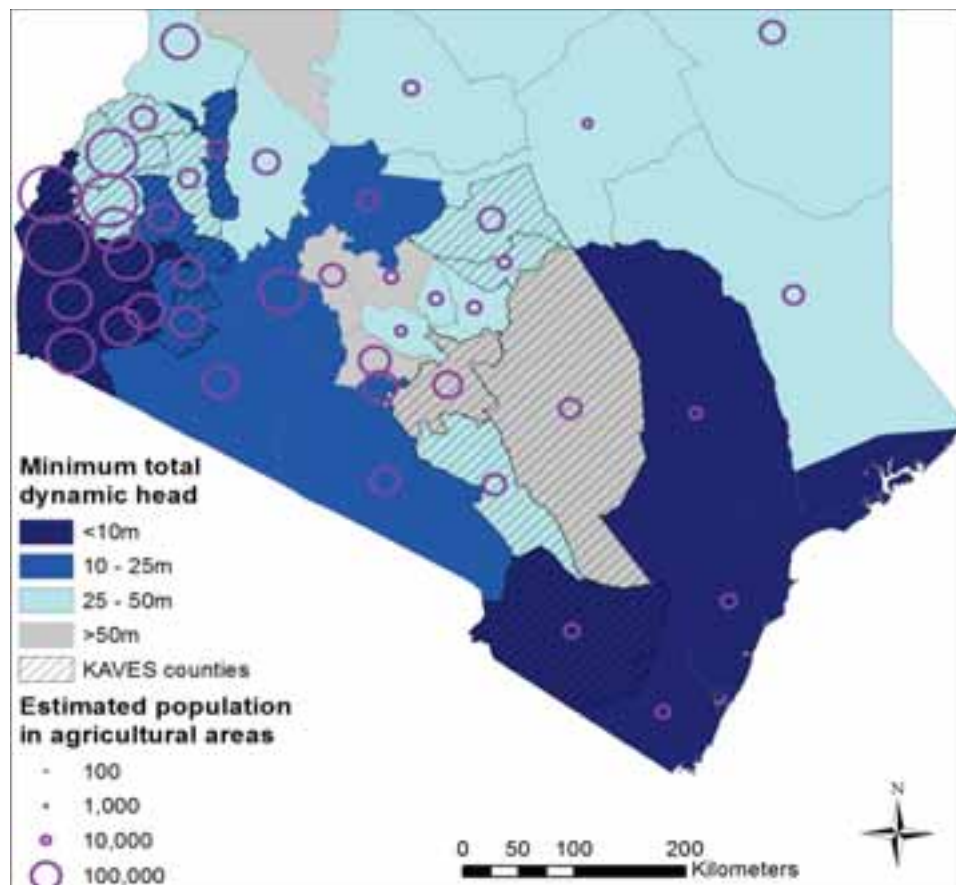 Minimum total
dynamic head
<10m
10 - 25m
25 - 50m
>50m
KAVES counties
Estimated population
in agricultural areas
100
1,000
10,000
100,000
N
0 50 100 200
Kilometers